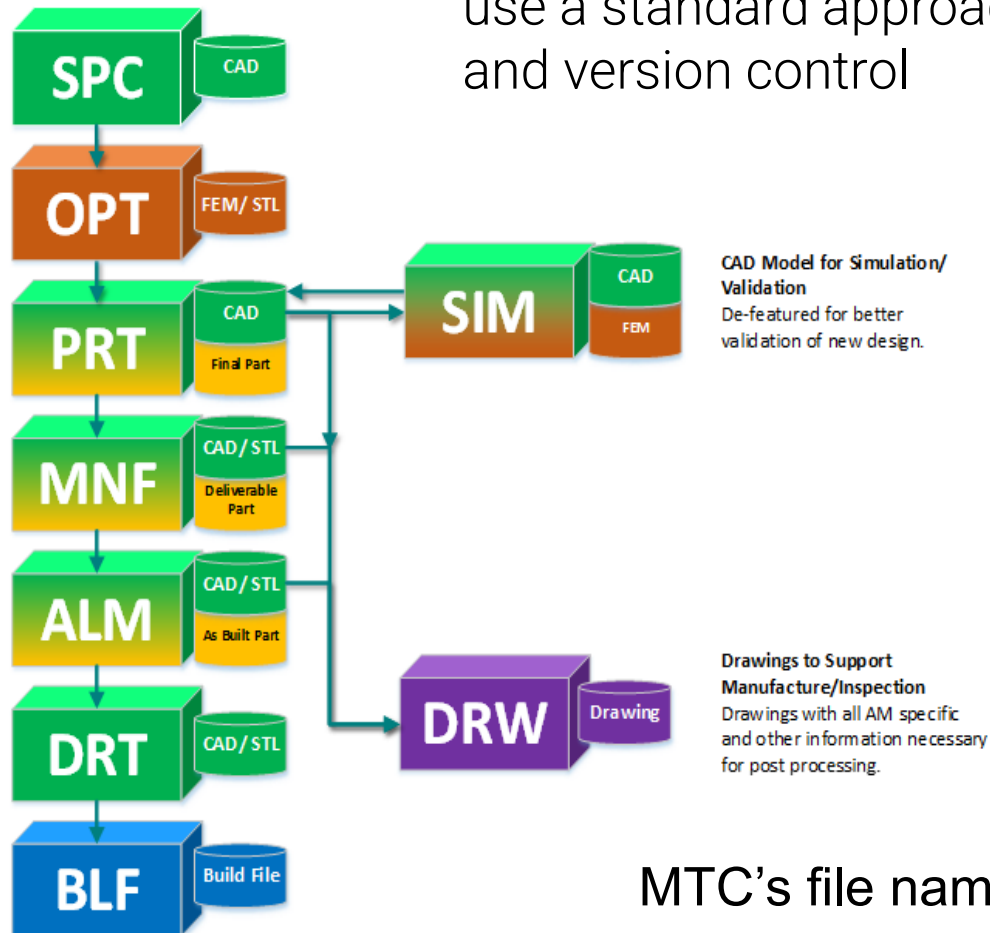 use a standard approac
and version control
SPC
CAD
OPT
FEM/ STL
PRT
CAD
Final Part
SIM
CAD
FEM
CAD Model for Simulation/
Validation
De-featured for better
validation of new design.
MNF
CAD/ STL
Deliverable
Part
ALM
CAD/ STL
As Built Part
DRT
CAD/ STL
DRW
Drawing
Drawings to Support
Manufacture/Inspection
Drawings with all AM specific
and other information necessary
for post processing.
BLF
Build File
MTC's file nam